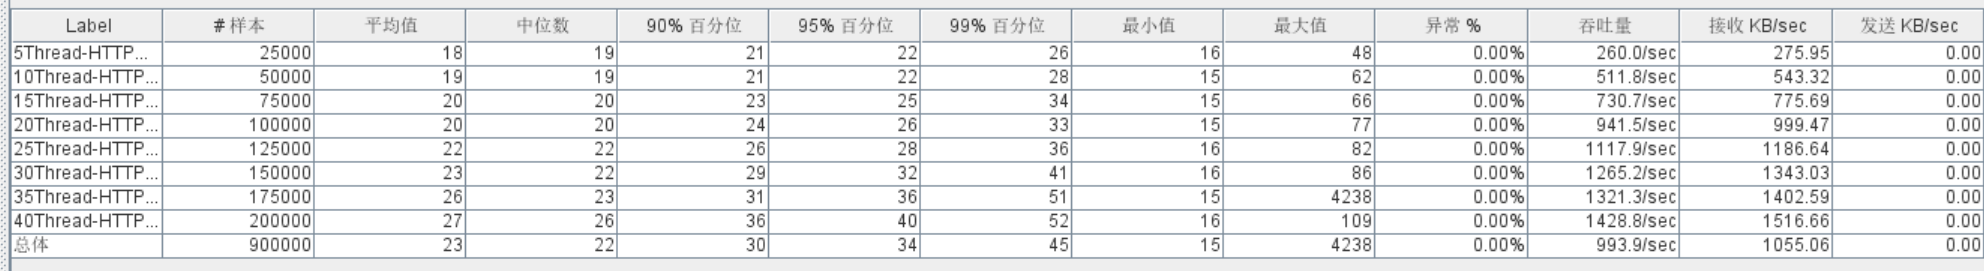 Label # 样本 平均值 中位数 90% 百分位 95% 百分位 99% 百分位 最小值 最大值 异常 % 吞吐量 接收 KB/sec 发送 KB/sec
5Thread-HTTP... 25000 18 19 21 22 26 16 48 0.00% 260.0/sec 275.95 0.00
10Thread-HTTP... 50000 19 19 21 22 28 15 62 0.00% 511.8/sec 543.32 0.00
15Thread-HTTP... 75000 20 20 23 25 34 15 66 0.00% 730.7/sec 775.69 0.00
20Thread-HTTP... 100000 20 20 24 26 33 15 77 0.00% 941.5/sec 999.47 0.00
25Thread-HTTP... 125000 22 22 26 28 36 16 82 0.00% 1117.9/sec 1186.64 0.00
30Thread-HTTP... 150000 23 22 29 32 41 16 86 0.00% 1265.2/sec 1343.03 0.00
35Thread-HTTP... 175000 26 23 31 36 51 15 4238 0.00% 1321.3/sec 1402.59 0.00
40Thread-HTTP... 200000 27 26 36 40 52 16 109 0.00% 1428.8/sec 1516.66 0.00
总体 900000 23 22 30 34 45 15 4238 0.00% 993.9/sec 1055.06 0.00